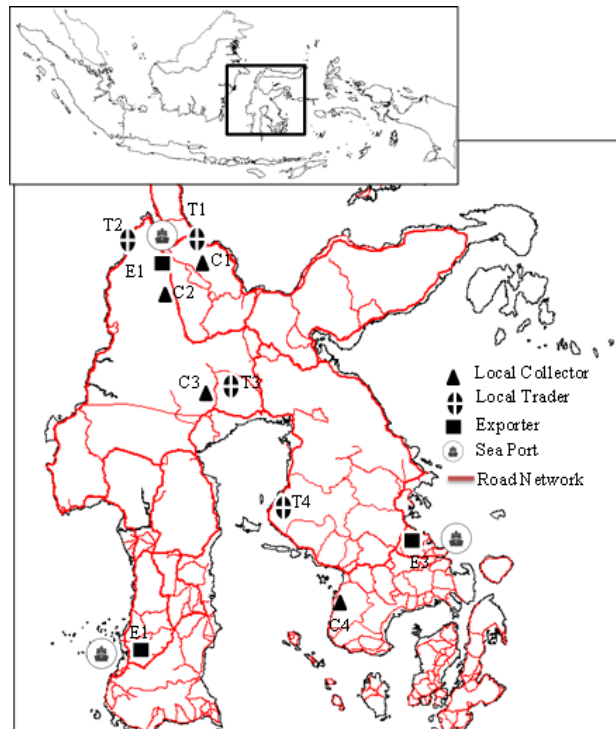 T1
T2
E1
C1
C2
C3
T3
Local Collector
Local Trader
Exporter
Sea Port
Road Network
T4
E3
C4
E1